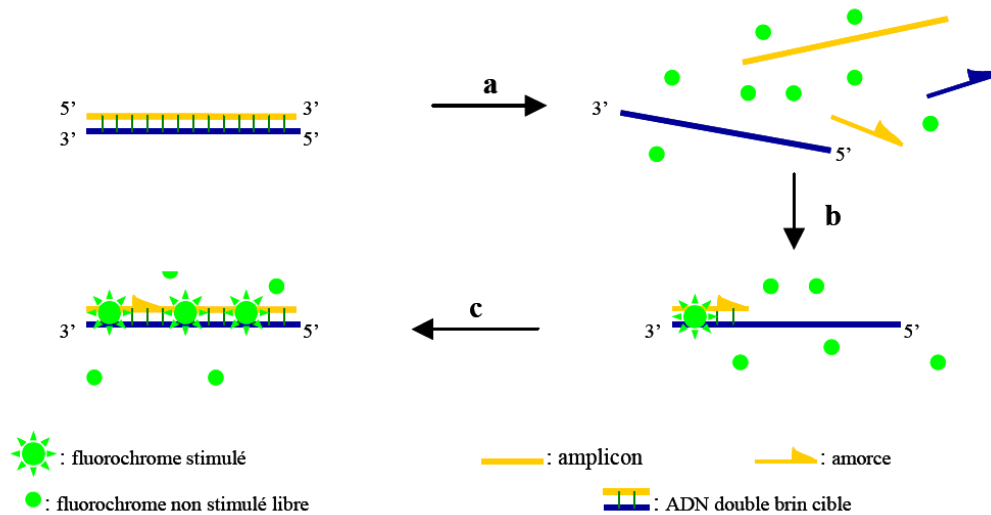 a
5’ 3’
3’ 5’
3’ 5’
b
c
3’ 5’
3’ 5’
: fluorochrome stimulé
: amplicon
: amorce
: fluorochrome non stimulé libre
: ADN double brin cible